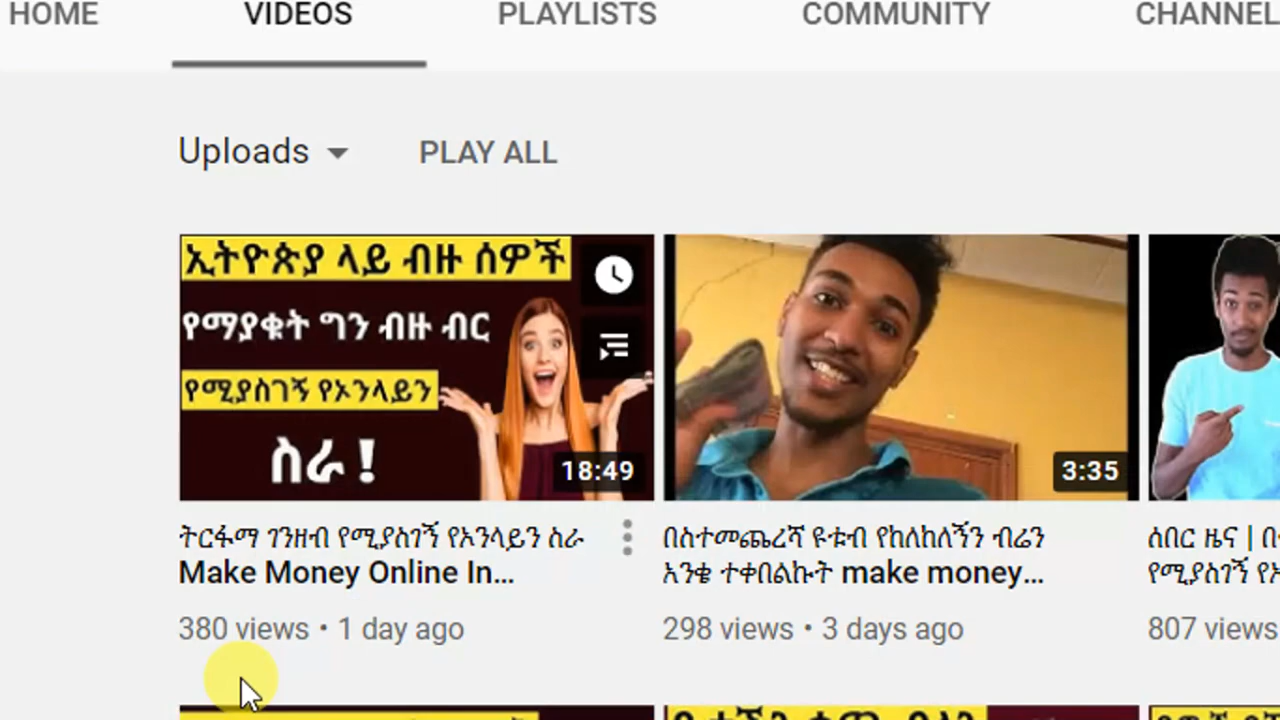 HOME VIDEOS PLAYLISTS COMMUNITY CHANNEL
Uploads PLAY ALL
ኢትዮጵያ ላይ ብዙ ሰዎች
የማያቁት ግን ብዙ ብር
የሚያስገኝ የኦንላይን
ስራ !
18:49
3:35
ትርፋማ ገንዘብ የሚያስገኝ የኦንላይን ስራ
Make Money Online In...
380 views • 1 day ago
በስተመጨረሻ ዩቱብ የከለከለኝን ብሬን
አንቄ ተቀበልኩት make money...
298 views • 3 days ago
ሰበር ዜና |
የሚያስገኝ
807 views